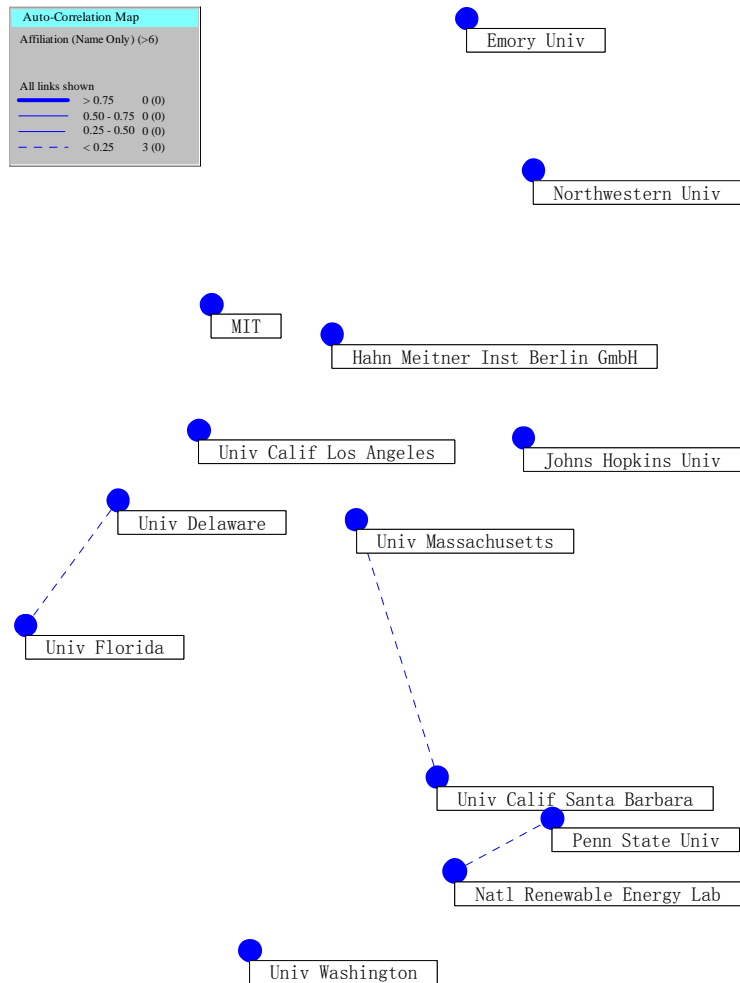 Auto-Correlation Map
Affiliation (Name Only) (>6)
All links shown
> 0.75 0 (0)
0.50 - 0.75 0 (0)
0.25 - 0.50 0 (0)
< 0.25 3 (0)
Emory Univ
Northwestern Univ
MIT
Hahn Meitner Inst Berlin GmbH
Univ Calif Los Angeles
Johns Hopkins Univ
Univ Delaware
Univ Massachusetts
Univ Florida
Univ Calif Santa Barbara
Penn State Univ
Natl Renewable Energy Lab
Univ Washington